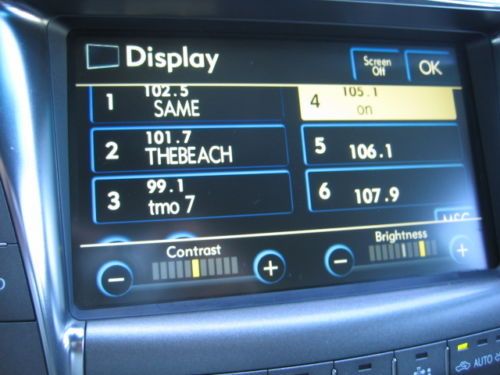 Display
Screen Off
OK
1 102.5 SAME
4 105.1 on
2 101.7 THEBEACH
5 106.1
3 99.1 tmo 7
6 107.9
Contrast
Brightness
- +
- +
AUTO